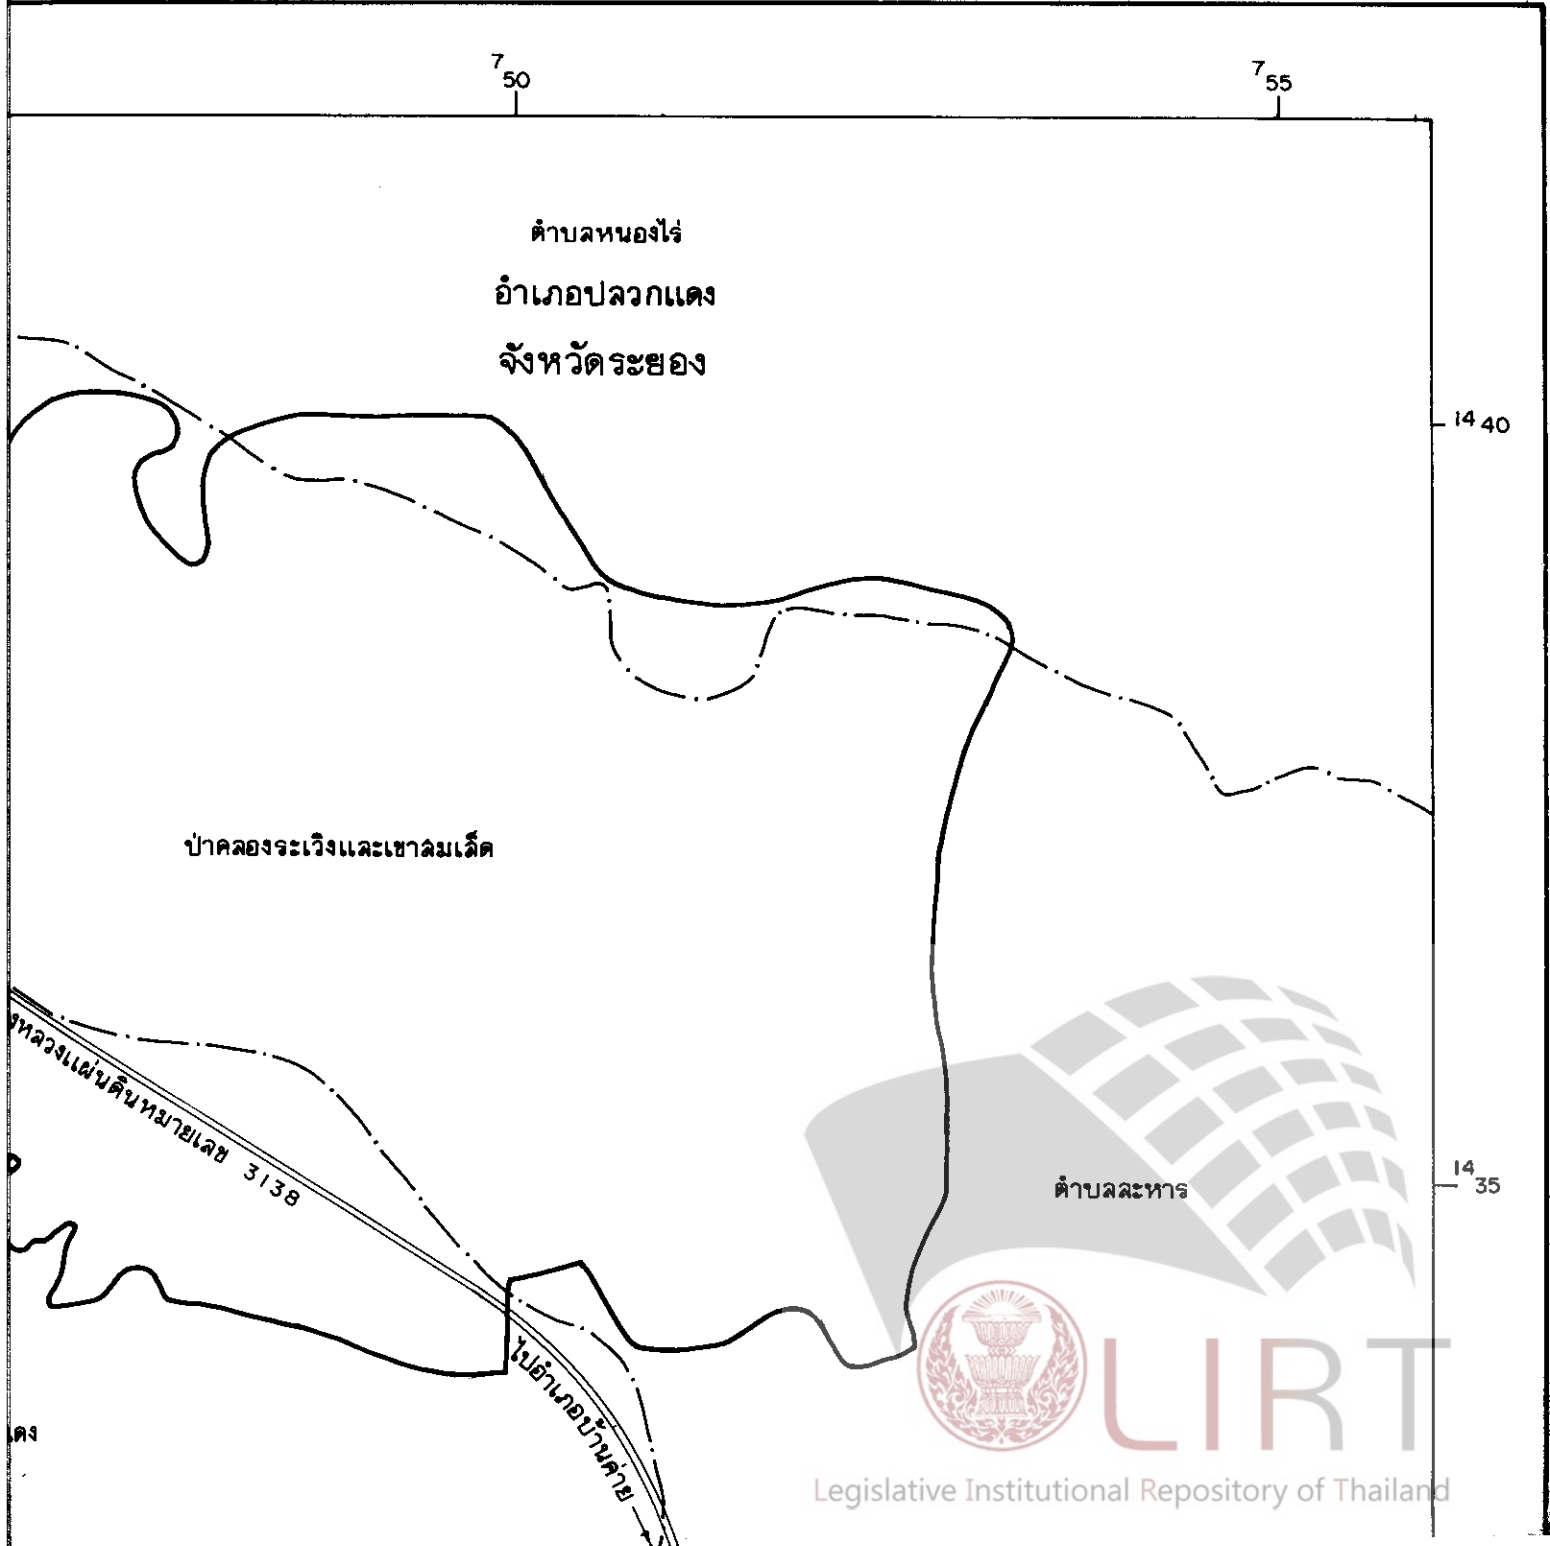 7 50
7 55
ตำบลหนองไร่
อำเภอปลวกแดง
จังหวัดระยอง
14 40
ป่าคลองระเวิงและเขาสมเล็ด
งหลวงแผ่นดินหมายเลข 3138
14 35
ตำบลละหาร
ไปอำเภอบ้านค่าย
แดง
LIRT
Legislative Institutional Repository of Thailand